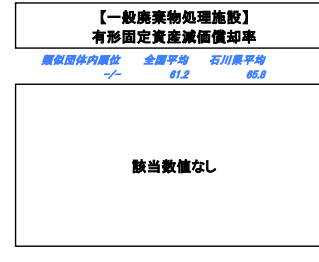 【一般廃棄物処理施設】
有形固定資産減価償却率
類似団体内順位 全国平均 石川県平均
-/- 61.2 65.8
該当数値なし